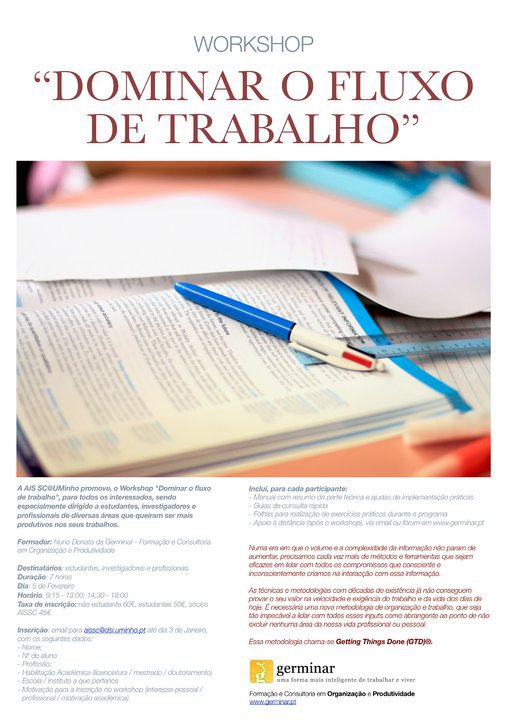 WORKSHOP
“DOMINAR O FLUXO
DE TRABALHO”
A AIS SC@UMinho promove, o Workshop "Dominar o fluxo
de trabalho", para todos os interessados, sendo
especialmente dirigido a estudantes, investigadores e
profissionais de diversas áreas que queiram ser mais
produtivos nos seus trabalhos.
Formador: Nuno Donato da Germinar - Formação e Consultoria
em Organização e Produtividade
Destinatários: estudantes, investigadores e profissionais
Duração: 7 horas
Dia: 5 de Fevereiro
Horário: 9:15 - 13:00; 14:30 - 18:00
Taxa de inscrição: não estudante 60€, estudantes 50€, sócios
AISSC 45€
Inscrição: email para aissc@dsi.uminho.pt até dia 3 de Janeiro,
com os seguintes dados:
- Nome;
- Nº de aluno
- Profissão;
- Habilitação Académica (licenciatura / mestrado / doutoramento)
- Escola / Instituto a que pertence
- Motivação para a inscrição no workshop (interesse pessoal /
profissional / motivação académica)
Inclui, para cada participante:
- Manual com resumo da parte teórica e ajudas de implementação práticas
- Guias de consulta rápida
- Folhas para realização de exercícios práticos durante o programa
- Apoio à distância (após o workshop), via email ou fórum em www.germinar.pt
Numa era em que o volume e a complexidade da informação não param de
aumentar, precisamos cada vez mais de métodos e ferramentas que sejam
eficazes em lidar com todos os compromissos que consciente e
inconscientemente criamos na interacção com essa informação.
As técnicas e metodologias com décadas de existência já não conseguem
provar o seu valor na velocidade e exigência do trabalho e da vida dos dias de
hoje. É necessária uma nova metodologia de organização e trabalho, que seja
tão impecável a lidar com todos esses inputs como abrangente ao ponto de não
excluir nenhuma área da nossa vida profissional ou pessoal.
Essa metodologia chama-se Getting Things Done (GTD)®.
g
germinar
uma forma mais inteligente de trabalhar e viver
Formação e Consultoria em Organização e Produtividade
www.germinar.pt